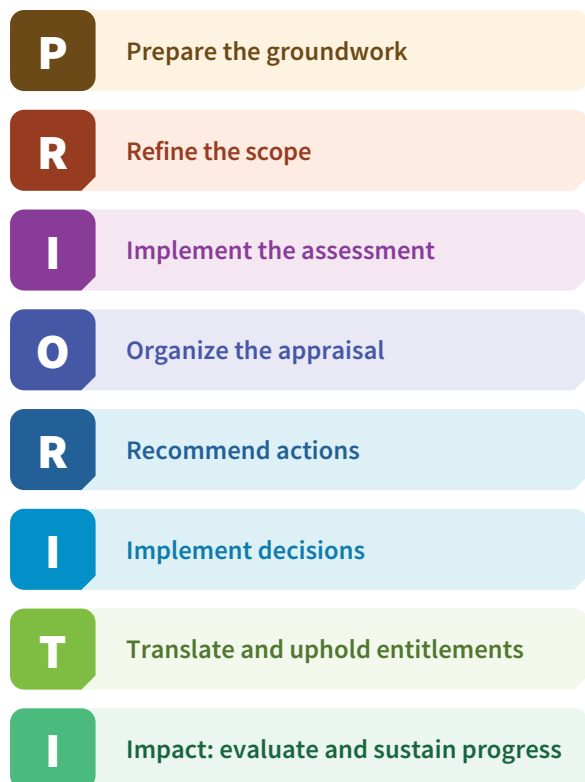 P Prepare the groundwork
R Refine the scope
I Implement the assessment
O Organize the appraisal
R Recommend actions
I Implement decisions
T Translate and uphold entitlements
I Impact: evaluate and sustain progress